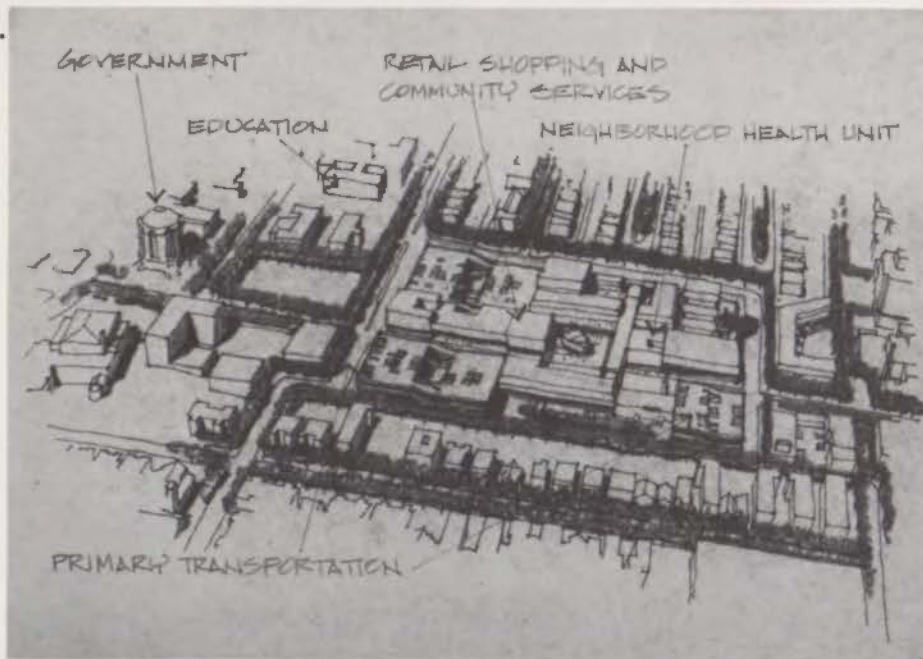 GOVERNMENT
RETAIL SHOPPING AND
COMMUNITY SERVICES
EDUCATION
NEIGHBORHOOD HEALTH UNIT
PRIMARY TRANSPORTATION